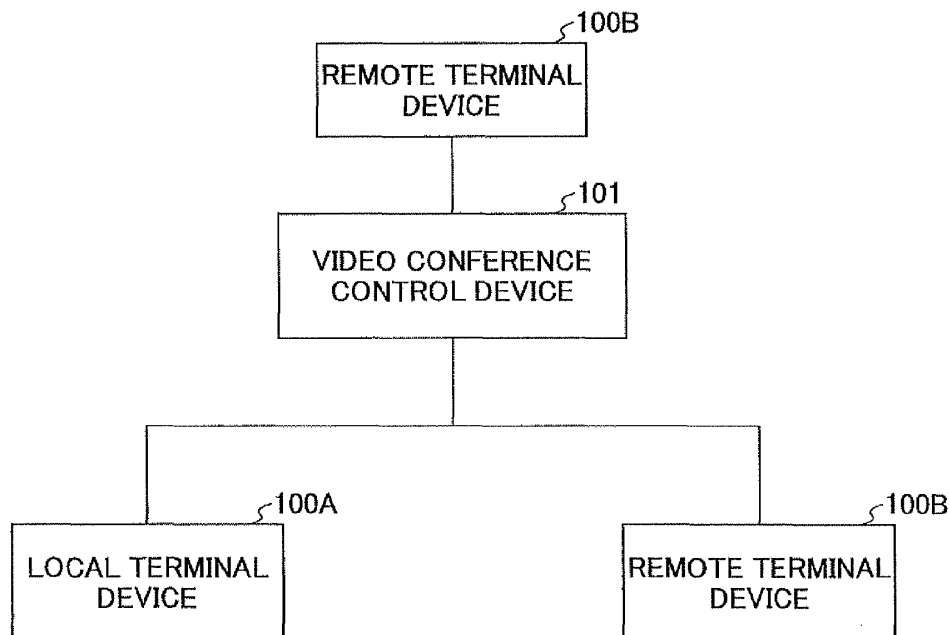 100B
REMOTE TERMINAL
DEVICE
101
VIDEO CONFERENCE
CONTROL DEVICE
100A
LOCAL TERMINAL
DEVICE
100B
REMOTE TERMINAL
DEVICE